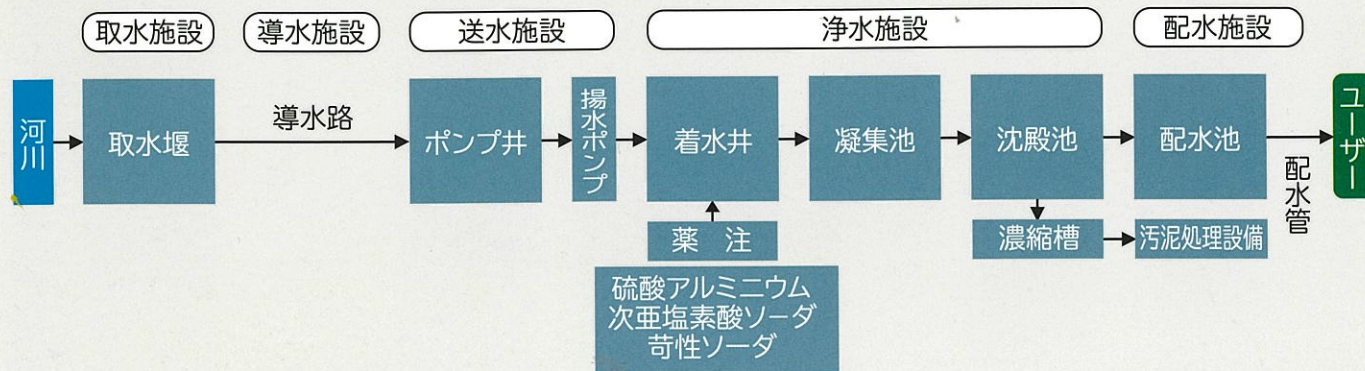 取水施設
導水施設
送水施設
浄水施設
配水施設
河川
取水堰
導水路
ポンプ井
揚水ポンプ
着水井
凝集池
沈殿池
配水池
配水管
ユーザー
薬 注
濃縮槽
汚泥処理設備
硫酸アルミニウム
次亜塩素酸ソーダ
苛性ソーダ